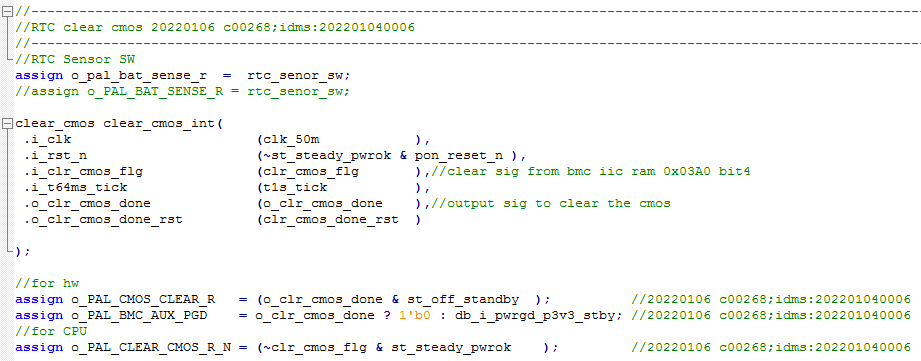 //------------------------------------------------------------------------------------------------------------------
//RTC clear cmos 20220106 c00268;idms:202201040006
//------------------------------------------------------------------------------------------------------------------
//RTC Sensor SW
assign o_pal_bat_sense_r  =  rtc_senor_sw;
//assign o_PAL_BAT_SENSE_R = rtc_senor_sw;
clear_cmos clear_cmos_int(
.i_clk                (clk_50m            ),
.i_rst_n              (~st_steady_pwrok & pon_reset_n ),
.i_clr_cmos_flg       (clr_cmos_flg       ),//clear sig from bmc iic ram 0x03A0 bit4
.i_t64ms_tick         (t1s_tick           ),
.o_clr_cmos_done      (o_clr_cmos_done    ),//output sig to clear the cmos
.o_clr_cmos_done_rst  (clr_cmos_done_rst  )
);
//for hw
assign o_PAL_CMOS_CLEAR_R   = (o_clr_cmos_done & st_off_standby  );          //20220106 c00268;idms:202201040006
assign o_PAL_BMC_AUX_PGD    = o_clr_cmos_done ? 1'b0 : db_i_pwrgd_p3v3_stby; //20220106 c00268;idms:202201040006
//for CPU
assign o_PAL_CLEAR_CMOS_R_N = (~clr_cmos_flg & st_steady_pwrok    );         //20220106 c00268;idms:202201040006